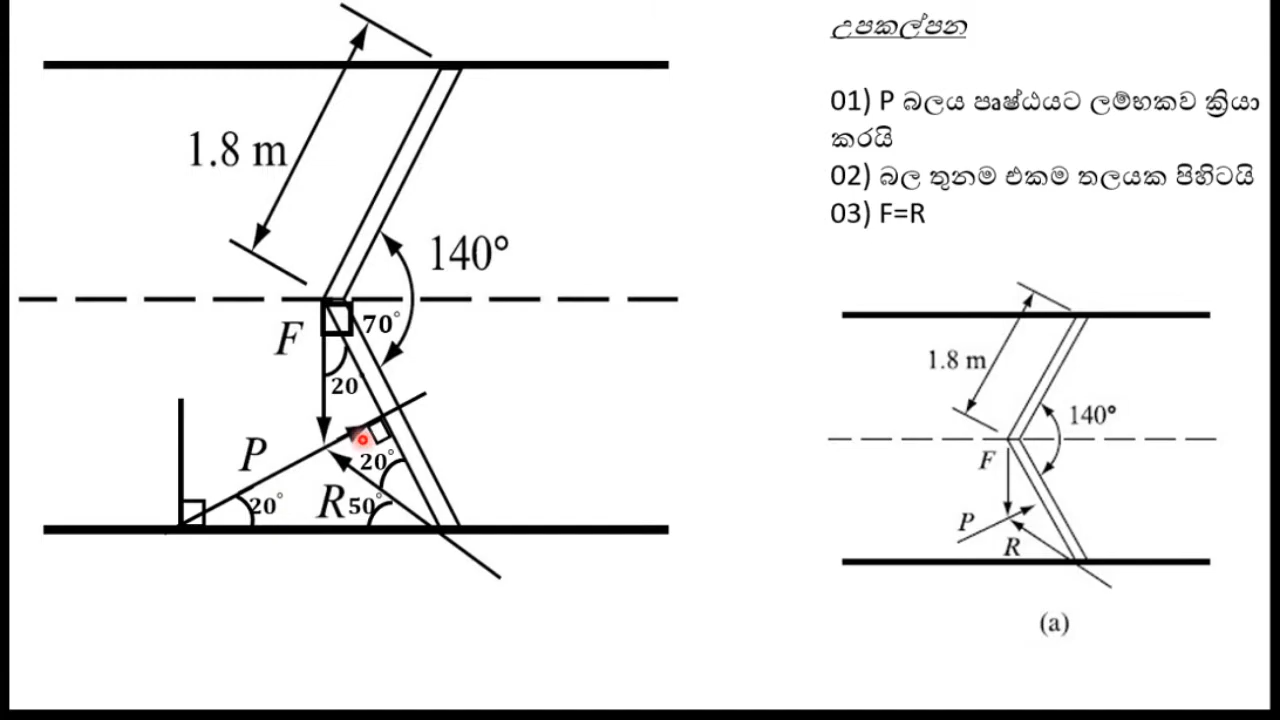 උපකල්පන
01) P බලය පෘෂ්ඨයට ලම්භකව ක්‍රියා
කරයි
02) බල තුනම එකම තලයක පිහිටයි
03) F=R
1.8 m
140°
F
70°
20°
P
20°
20°
R
50°
1.8 m
140°
F
P
R
(a)